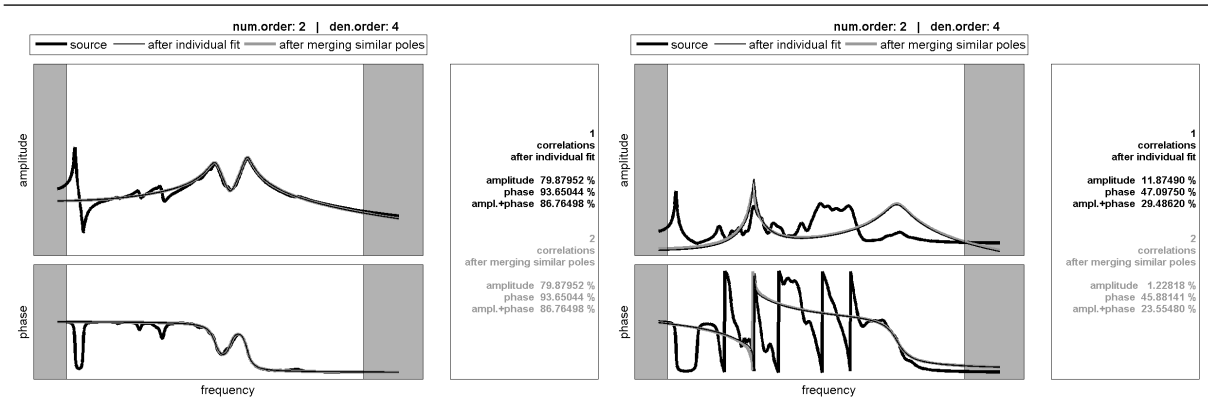 num.order: 2 | den.order: 4
source after individual fit after merging similar poles
amplitude
phase
frequency
1
correlations
after individual fit
amplitude 79.87952 %
phase 93.65044 %
ampl.+phase 86.76498 %
2
correlations
after merging similar poles
amplitude 79.87952 %
phase 93.65044 %
ampl.+phase 86.76498 %
num.order: 2 | den.order: 4
source after individual fit after merging similar poles
amplitude
phase
frequency
1
correlations
after individual fit
amplitude 11.87490 %
phase 47.09750 %
ampl.+phase 29.48620 %
2
correlations
after merging similar poles
amplitude 1.22818 %
phase 45.88141 %
ampl.+phase 23.55480 %